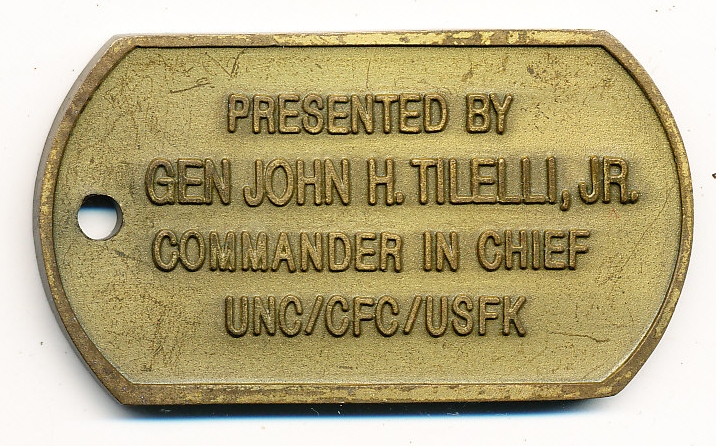 PRESENTED BY
GEN JOHN H. TILELLI, JR.
COMMANDER IN CHIEF
UNC/CFC/USFK